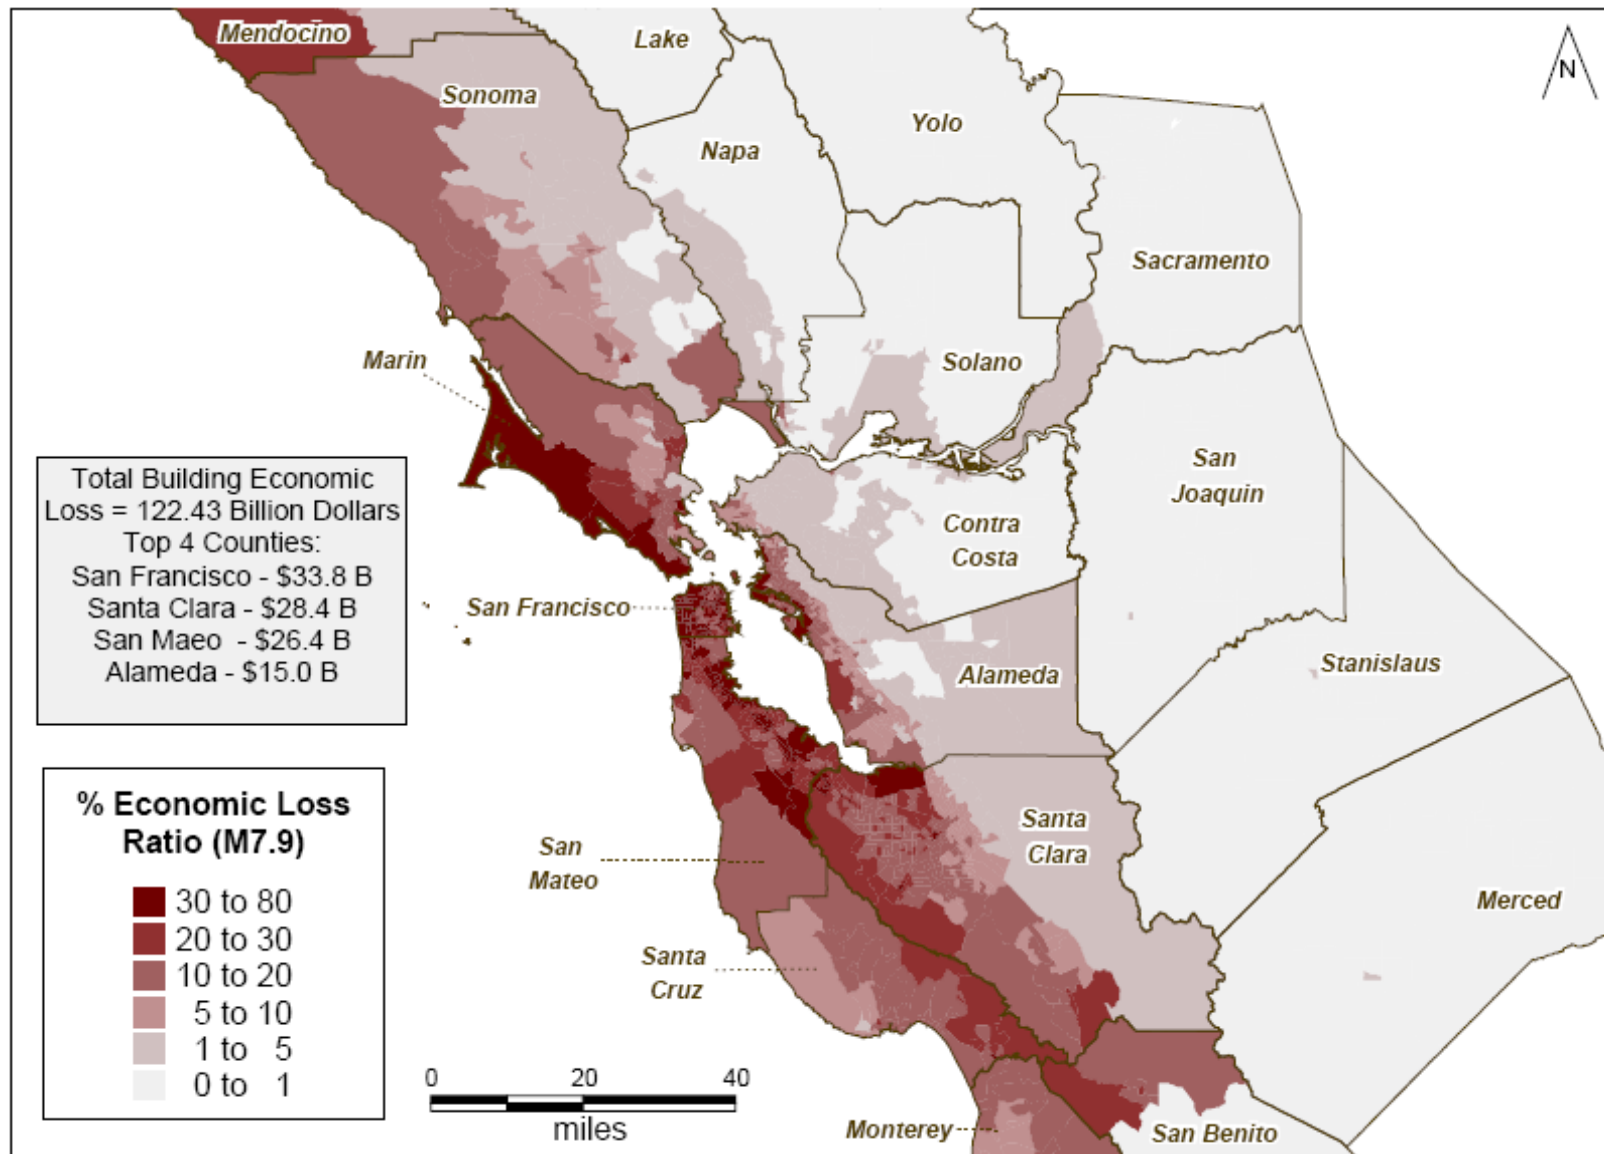 Mendocino
Lake
N
Sonoma
Yolo
Napa
Sacramento
Marin
Solano
San
Joaquin
Total Building Economic
Loss = 122.43 Billion Dollars
Top 4 Counties:
San Francisco - $33.8 B
Santa Clara - $28.4 B
San Maeo - $26.4 B
Alameda - $15.0 B
Contra
Costa
San Francisco
Stanislaus
Alameda
% Economic Loss
Ratio (M7.9)
30 to 80
20 to 30
10 to 20
5 to 10
1 to 5
0 to 1
Santa
Clara
San
Mateo
Merced
Santa
Cruz
0 20 40
miles
Monterey
San Benito